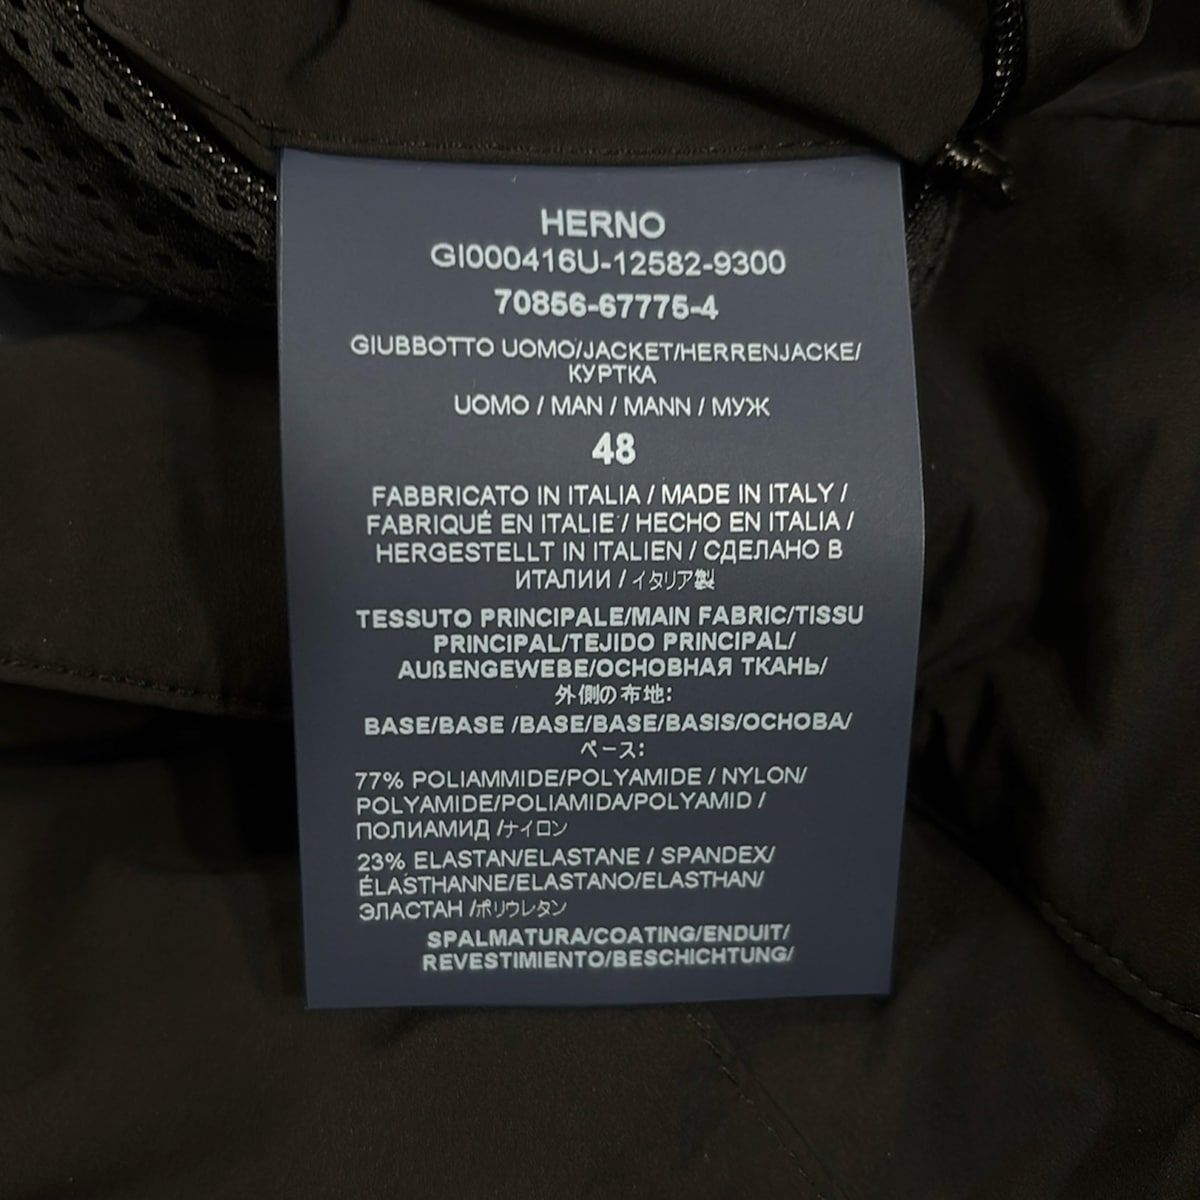 HERNO
GI000416U-12582-9300
70856-67775-4
GIUBBOTTO UOMO/JACKET/HERRENJACKE/
КУРТКА
UOMO / MAN / MANN / МУЖ
48
FABBRICATO IN ITALIA / MADE IN ITALY /
FABRIQUÉ EN ITALIE / HECHO EN ITALIA /
HERGESTELLT IN ITALIEN / СДЕЛАНО В
ИТАЛИИ / イタリア製
TESSUTO PRINCIPALE/MAIN FABRIC/TISSU
PRINCIPAL/TEJIDO PRINCIPAL/
AUßENGEWEBE/ОСНОВНАЯ ТКАНЬ/
外側の布地:
BASE/BASE /BASE/BASE/BASIS/ОСНОВА/
ベース:
77% POLIAMMIDE/POLYAMIDE / NYLON/
POLYAMIDE/POLIAMIDA/POLYAMID /
ПОЛИАМИД /ナイロン
23% ELASTAN/ELASTANE / SPANDEX/
ÉLASTHANNE/ELASTANO/ELASTHAN/
ЭЛАСТАН /ポリウレタン
SPALMATURA/COATING/ENDUIT/
REVESTIMIENTO/BESCHICHTUNG/